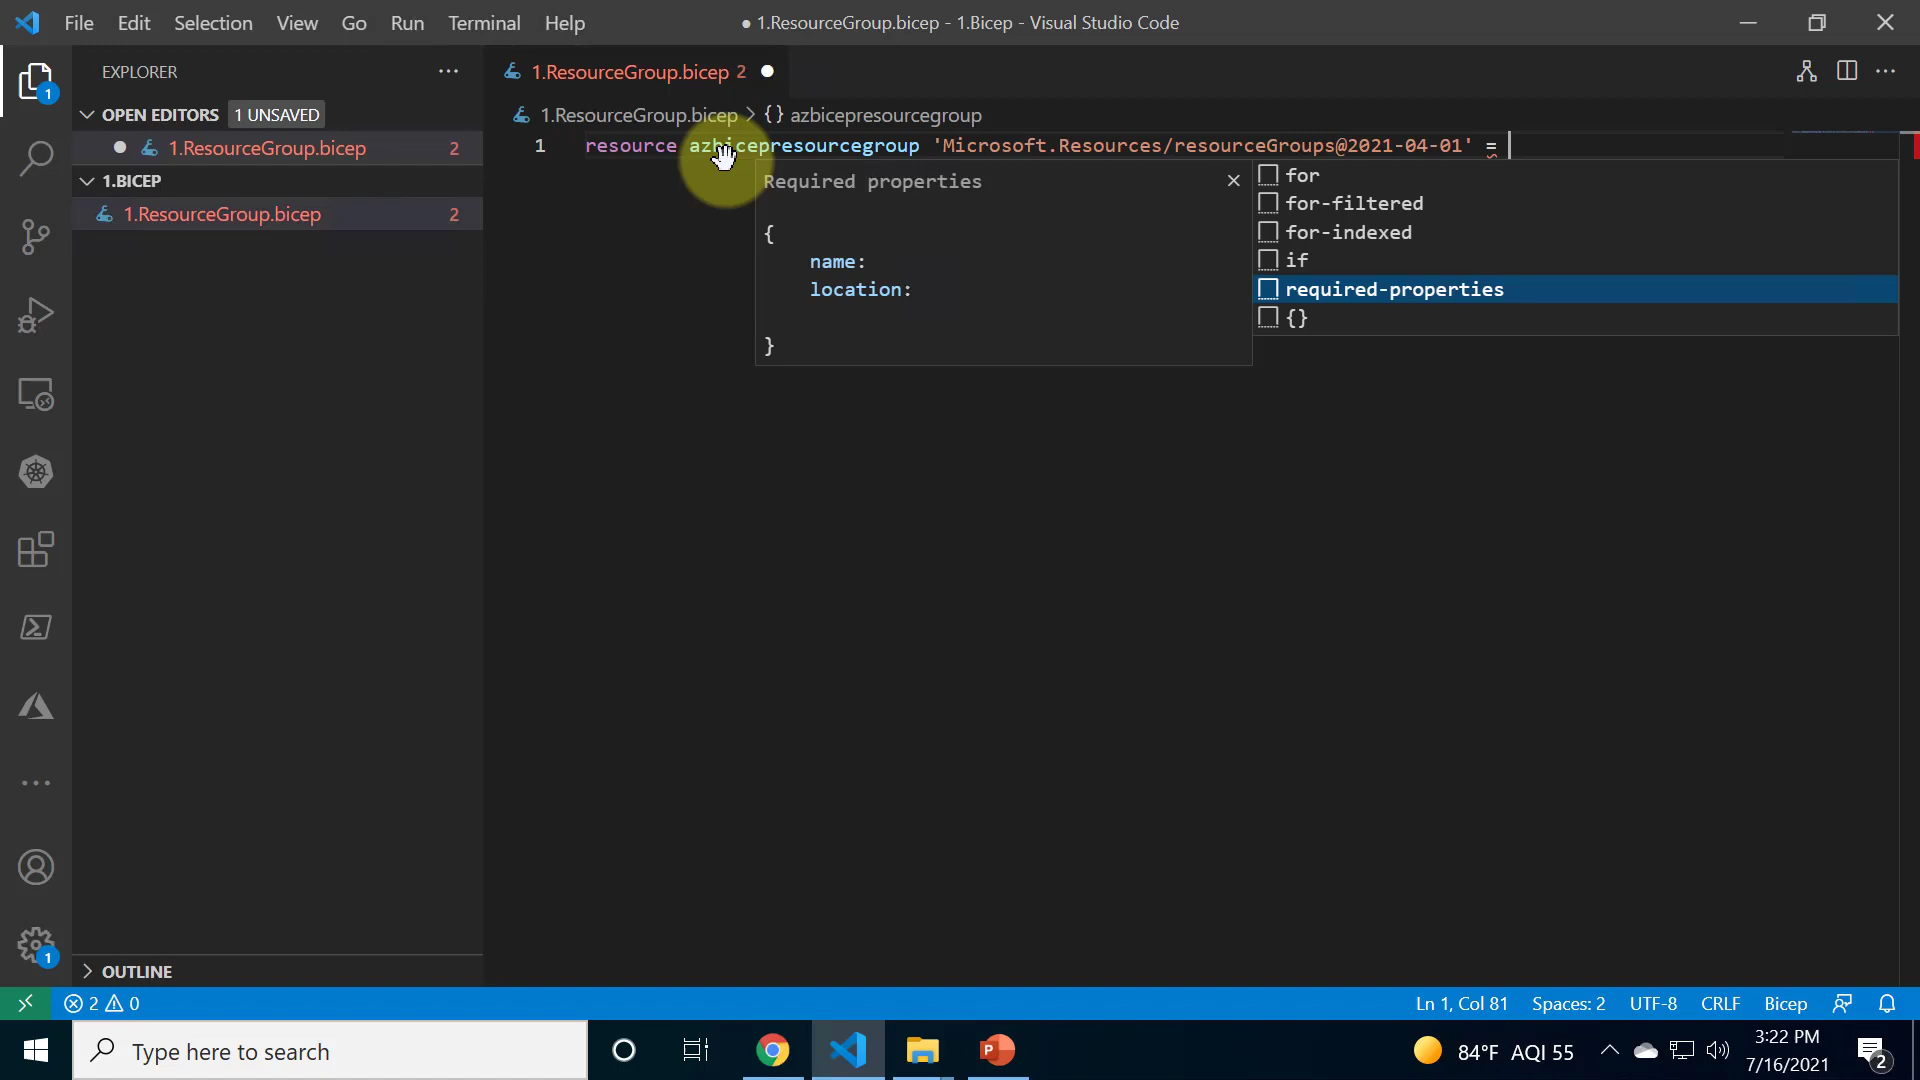 File Edit Selection View Go Run Terminal Help
● 1.ResourceGroup.bicep - 1.Bicep - Visual Studio Code
EXPLORER
OPEN EDITORS 1 UNSAVED
1.ResourceGroup.bicep 2
1.BICEP
1.ResourceGroup.bicep 2
OUTLINE
1.ResourceGroup.bicep 2
1.ResourceGroup.bicep > {} azbicepresourcegroup
1 resource azbicepresourcegroup 'Microsoft.Resources/resourceGroups@2021-04-01' =
Required properties
{
name:
location:
}
for
for-filtered
for-indexed
if
required-properties
{}
1
1
2 0
Ln 1, Col 81 Spaces: 2 UTF-8 CRLF Bicep
Type here to search
84°F AQI 55
3:22 PM
7/16/2021
2